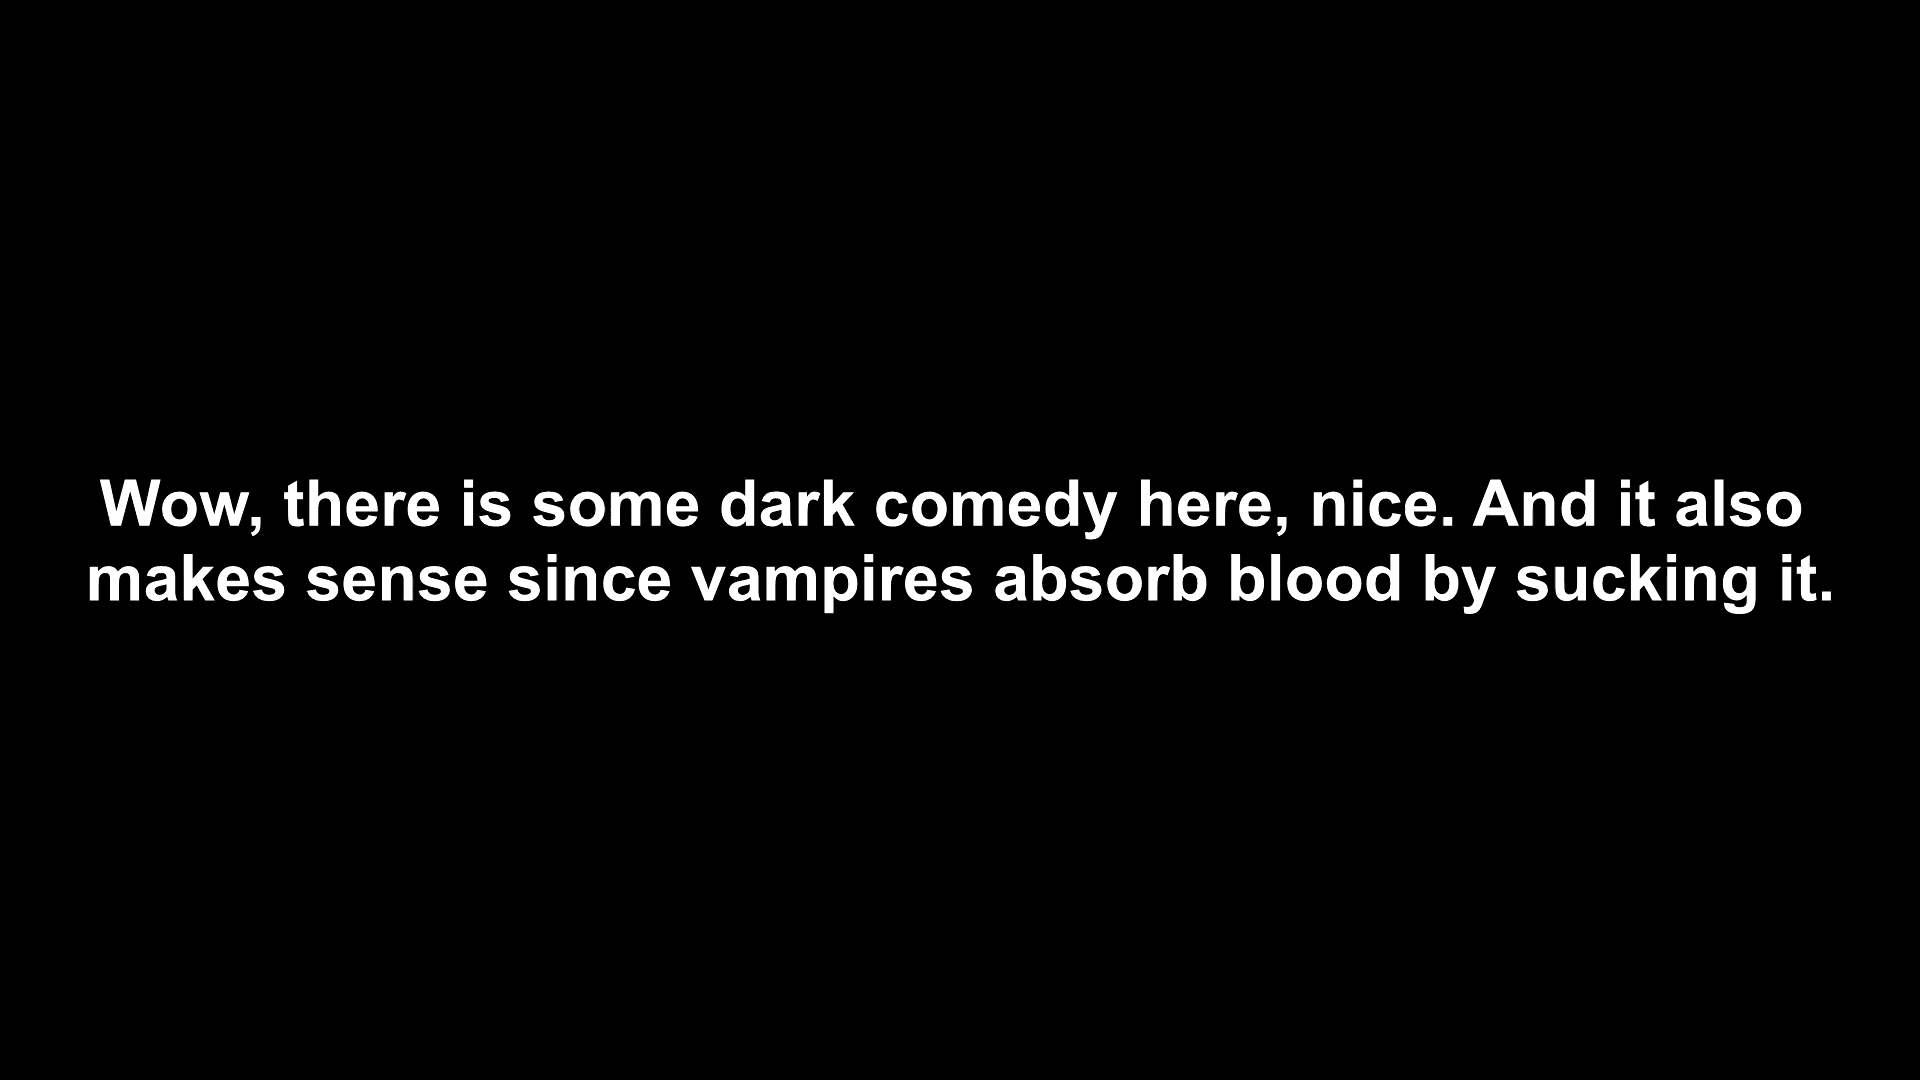 Wow, there is some dark comedy here, nice. And it also
makes sense since vampires absorb blood by sucking it.